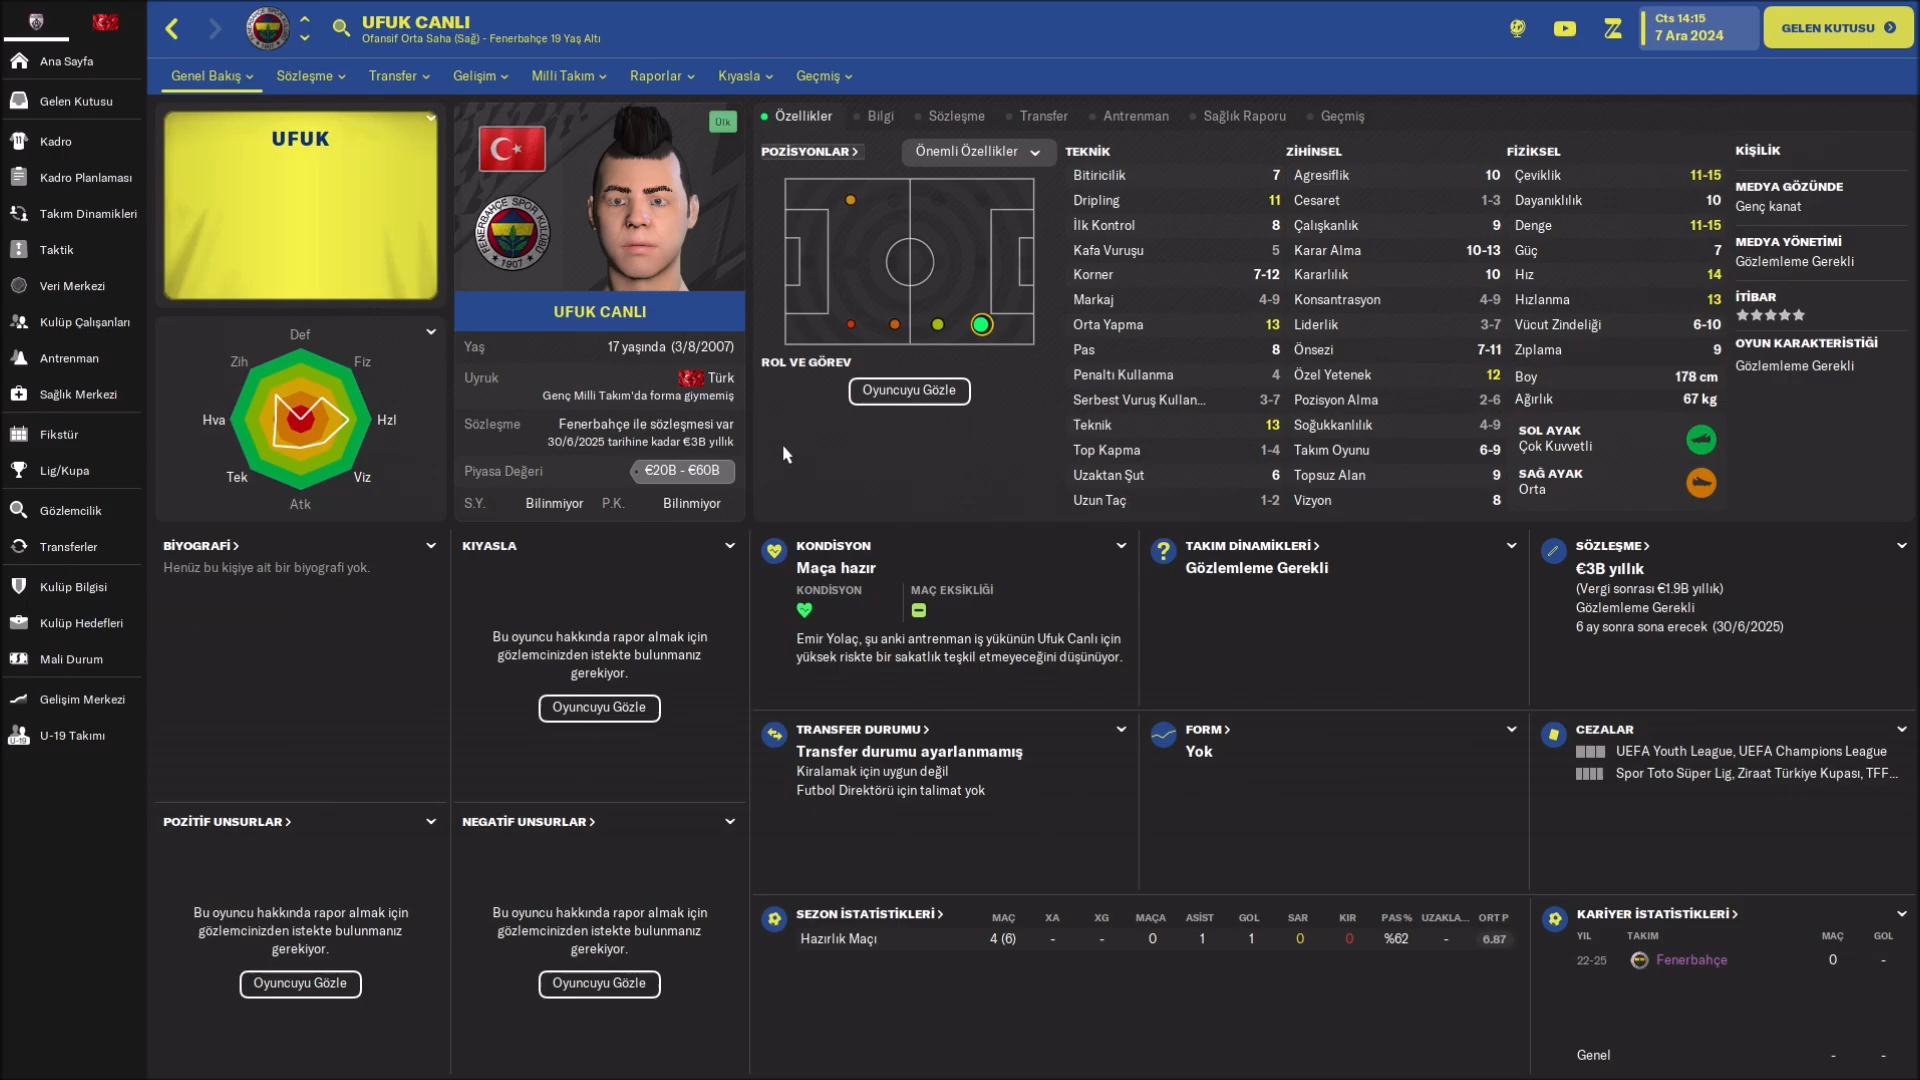 UFUK CANLI
Ofansif Orta Saha (Sağ) - Fenerbahçe 19 Yaş Altı
Cts 14:15
7 Ara 2024
GELEN KUTUSU
Ana Sayfa
Gelen Kutusu
Kadro
Kadro Planlaması
Takım Dinamikleri
Taktik
Veri Merkezi
Kulüp Çalışanları
Antrenman
Sağlık Merkezi
Fikstür
Lig/Kupa
Gözlemcilik
Transferler
Kulüp Bilgisi
Kulüp Hedefleri
Mali Durum
Gelişim Merkezi
U-19 Takımı
Genel Bakış Sözleşme Transfer Gelişim Milli Takım Raporlar Kıyasla Geçmiş
UFUK
Def
Fiz
Hzl
Viz
Atk
Tek
Hva
Zih
Ülk
FENERBAHÇE SPOR KULÜBÜ
1907
UFUK CANLI
Yaş 17 yaşında (3/8/2007)
Uyruk Türk
Genç Milli Takım'da forma giymemiş
Sözleşme Fenerbahçe ile sözleşmesi var
30/6/2025 tarihine kadar €3B yıllık
Piyasa Değeri €20B - €60B
S.Y. Bilinmiyor P.K. Bilinmiyor
Özellikler Bilgi Sözleşme Transfer Antrenman Sağlık Raporu Geçmiş
POZİSYONLAR >
Önemli Özellikler
ROL VE GÖREV
Oyuncuyu Gözle
TEKNİK
Bitiricilik 7
Dripling 11
İlk Kontrol 8
Kafa Vuruşu 5
Korner 7-12
Markaj 4-9
Orta Yapma 13
Pas 8
Penaltı Kullanma 4
Serbest Vuruş Kullan... 3-7
Teknik 13
Top Kapma 1-4
Uzaktan Şut 6
Uzun Taç 1-2
ZİHİNSEL
Agresiflik 10
Cesaret 1-3
Çalışkanlık 9
Karar Alma 10-13
Kararlılık 10
Konsantrasyon 4-9
Liderlik 3-7
Önsezi 7-11
Özel Yetenek 12
Pozisyon Alma 2-6
Soğukkanlılık 4-9
Takım Oyunu 6-9
Topsuz Alan 9
Vizyon 8
FİZİKSEL
Çeviklik 11-15
Dayanıklılık 10
Denge 11-15
Güç 7
Hız 14
Hızlanma 13
Vücut Zindeliği 6-10
Zıplama 9
Boy 178 cm
Ağırlık 67 kg
SOL AYAK
Çok Kuvvetli
SAĞ AYAK
Orta
KİŞİLİK
MEDYA GÖZÜNDE
Genç kanat
MEDYA YÖNETİMİ
Gözlemleme Gerekli
İTİBAR
OYUN KARAKTERİSTİĞİ
Gözlemleme Gerekli
BİYOGRAFİ >
Henüz bu kişiye ait bir biyografi yok.
KIYASLA
Bu oyuncu hakkında rapor almak için
gözlemcinizden istekte bulunmanız
gerekiyor.
Oyuncuyu Gözle
POZİTİF UNSURLAR >
Bu oyuncu hakkında rapor almak için
gözlemcinizden istekte bulunmanız
gerekiyor.
Oyuncuyu Gözle
NEGATİF UNSURLAR >
Bu oyuncu hakkında rapor almak için
gözlemcinizden istekte bulunmanız
gerekiyor.
Oyuncuyu Gözle
KONDİSYON
Maça hazır
KONDİSYON MAÇ EKSİKLİĞİ
Emir Yolaç, şu anki antrenman iş yükünün Ufuk Canlı için
yüksek riskte bir sakatlık teşkil etmeyeceğini düşünüyor.
TAKIM DİNAMİKLERİ >
Gözlemleme Gerekli
SÖZLEŞME >
€3B yıllık
(Vergi sonrası €1.9B yıllık)
Gözlemleme Gerekli
6 ay sonra sona erecek (30/6/2025)
TRANSFER DURUMU >
Transfer durumu ayarlanmamış
Kiralamak için uygun değil
Futbol Direktörü için talimat yok
FORM >
Yok
CEZALAR
UEFA Youth League, UEFA Champions League
Spor Toto Süper Lig, Ziraat Türkiye Kupası, TFF...
SEZON İSTATİSTİKLERİ > MAÇ XA XG MAÇA ASİST GOL SAR KIR PAS% UZAKLA... ORT P
Hazırlık Maçı 4 (6) - - 0 1 1 0 0 %62 - 6.87
KARİYER İSTATİSTİKLERİ >
YIL TAKIM MAÇ GOL
22-25 Fenerbahçe 0 -
Genel - -